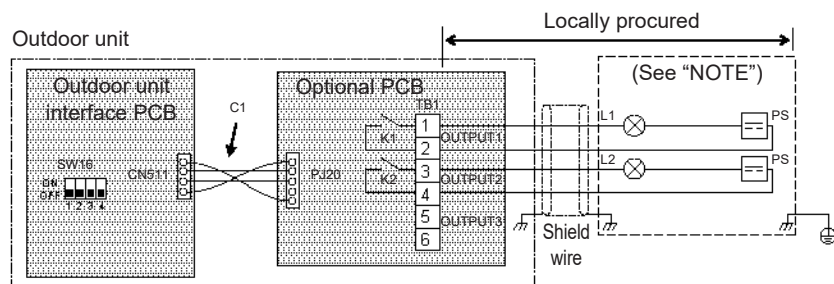 Locally procured
Outdoor unit
Outdoor unit
interface PCB
Optional PCB
(See “NOTE”)
C1
TB1
L1
PS
K1
1
OUTPUT1
2
SW16
CN511
PJ20
L2
PS
ON
OFF
1 2 3 4
K2
3
OUTPUT2
4
5
OUTPUT3
6
Shield
wire